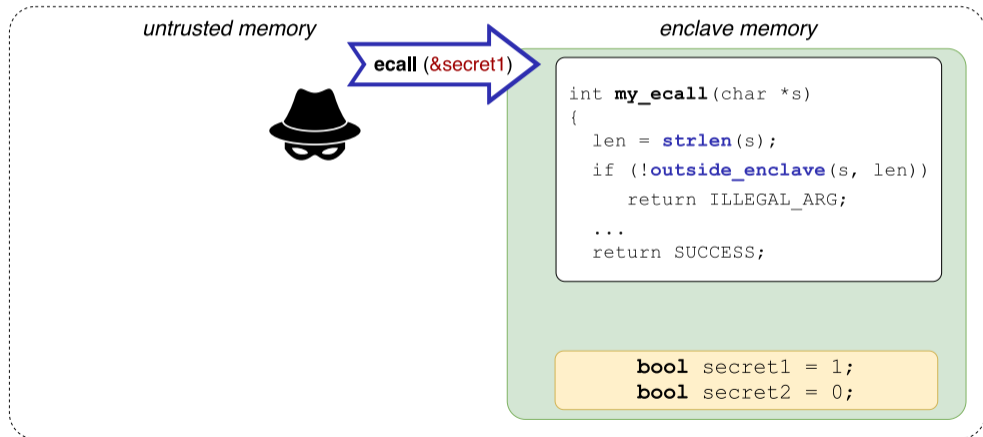 untrusted memory
enclave memory
ecall (&secret1)
int my_ecall(char *s)
{
len = strlen(s);
if (!outside_enclave(s, len))
return ILLEGAL_ARG;
...
return SUCCESS;
bool secret1 = 1;
bool secret2 = 0;